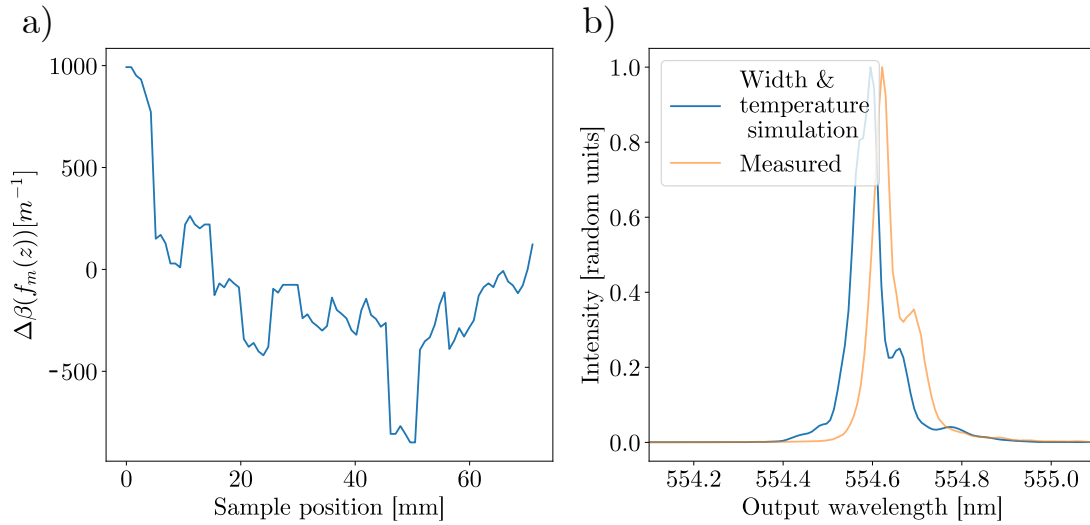 a)
1000
500
0
−500
Δβ(f_m(z))[m^{−1}]
0
20
40
60
Sample position [mm]
b)
1.0
0.8
0.6
0.4
0.2
0.0
Intensity [random units]
Width &
temperature
simulation
Measured
554.2
554.4
554.6
554.8
555.0
Output wavelength [nm]